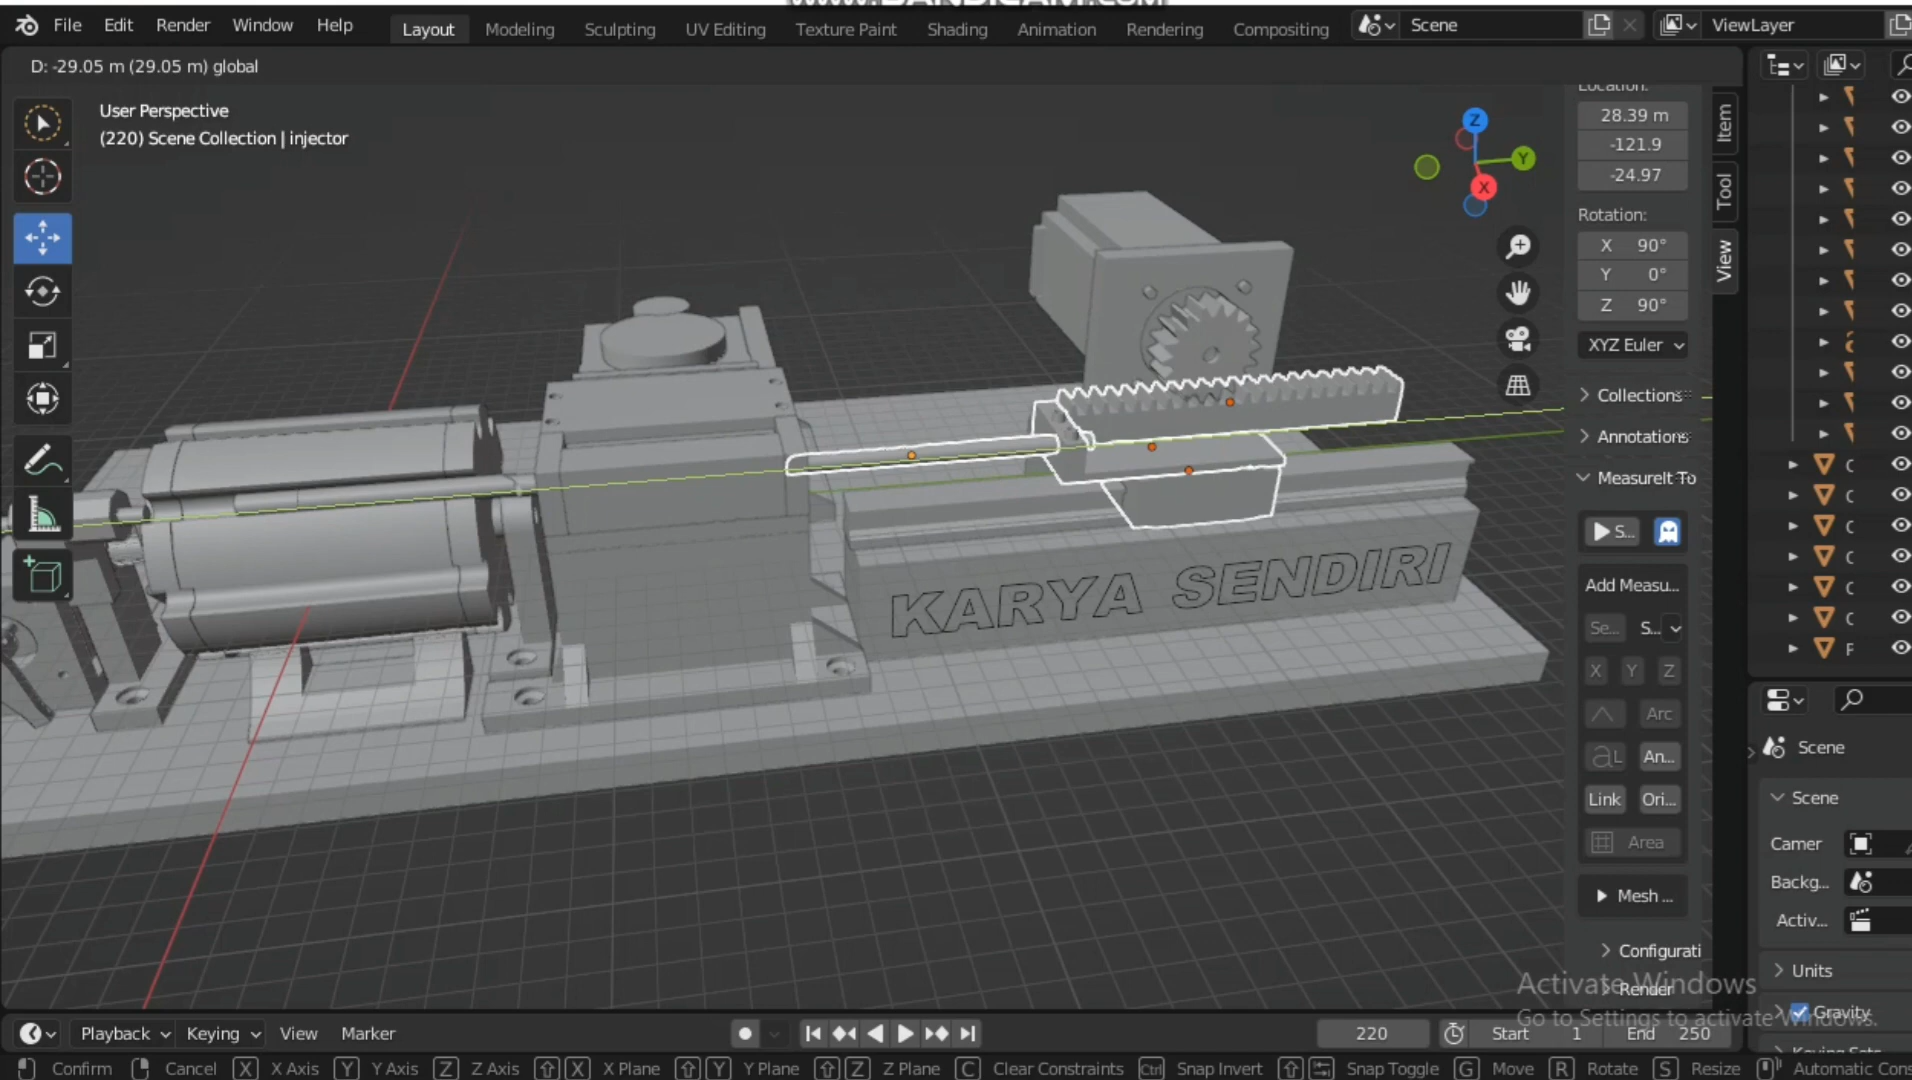 File Edit Render Window Help Layout Modeling Sculpting UV Editing Texture Paint Shading Animation Rendering Compositing Scene ViewLayer
D: -29.05 m (29.05 m) global
User Perspective
(220) Scene Collection | injector
Location:
28.39 m
-121.9
-24.97
Rotation:
X 90°
Y 0°
Z 90°
XYZ Euler
Collections
Annotations
MeasureIt To
S...
Add Measu...
Se... S...
X Y Z
Arc
aL An...
Link Ori...
Area
Mesh ...
Configurati
Render
Item
Tool
View
Z
Y
X
KARYA SENDIRI
C
C
C
C
C
C
F
Scene
Scene
Camer
Backg...
Activ...
Units
Gravity
Keying Sets
Activate Windows
Go to Settings to activate Windows.
Playback Keying View Marker 220 Start 1 End 250
Confirm Cancel X X Axis Y Y Axis Z Z Axis X X Plane Y Y Plane Z Z Plane C Clear Constraints Ctrl Snap Invert Snap Toggle G Move R Rotate S Resize Automatic Cons